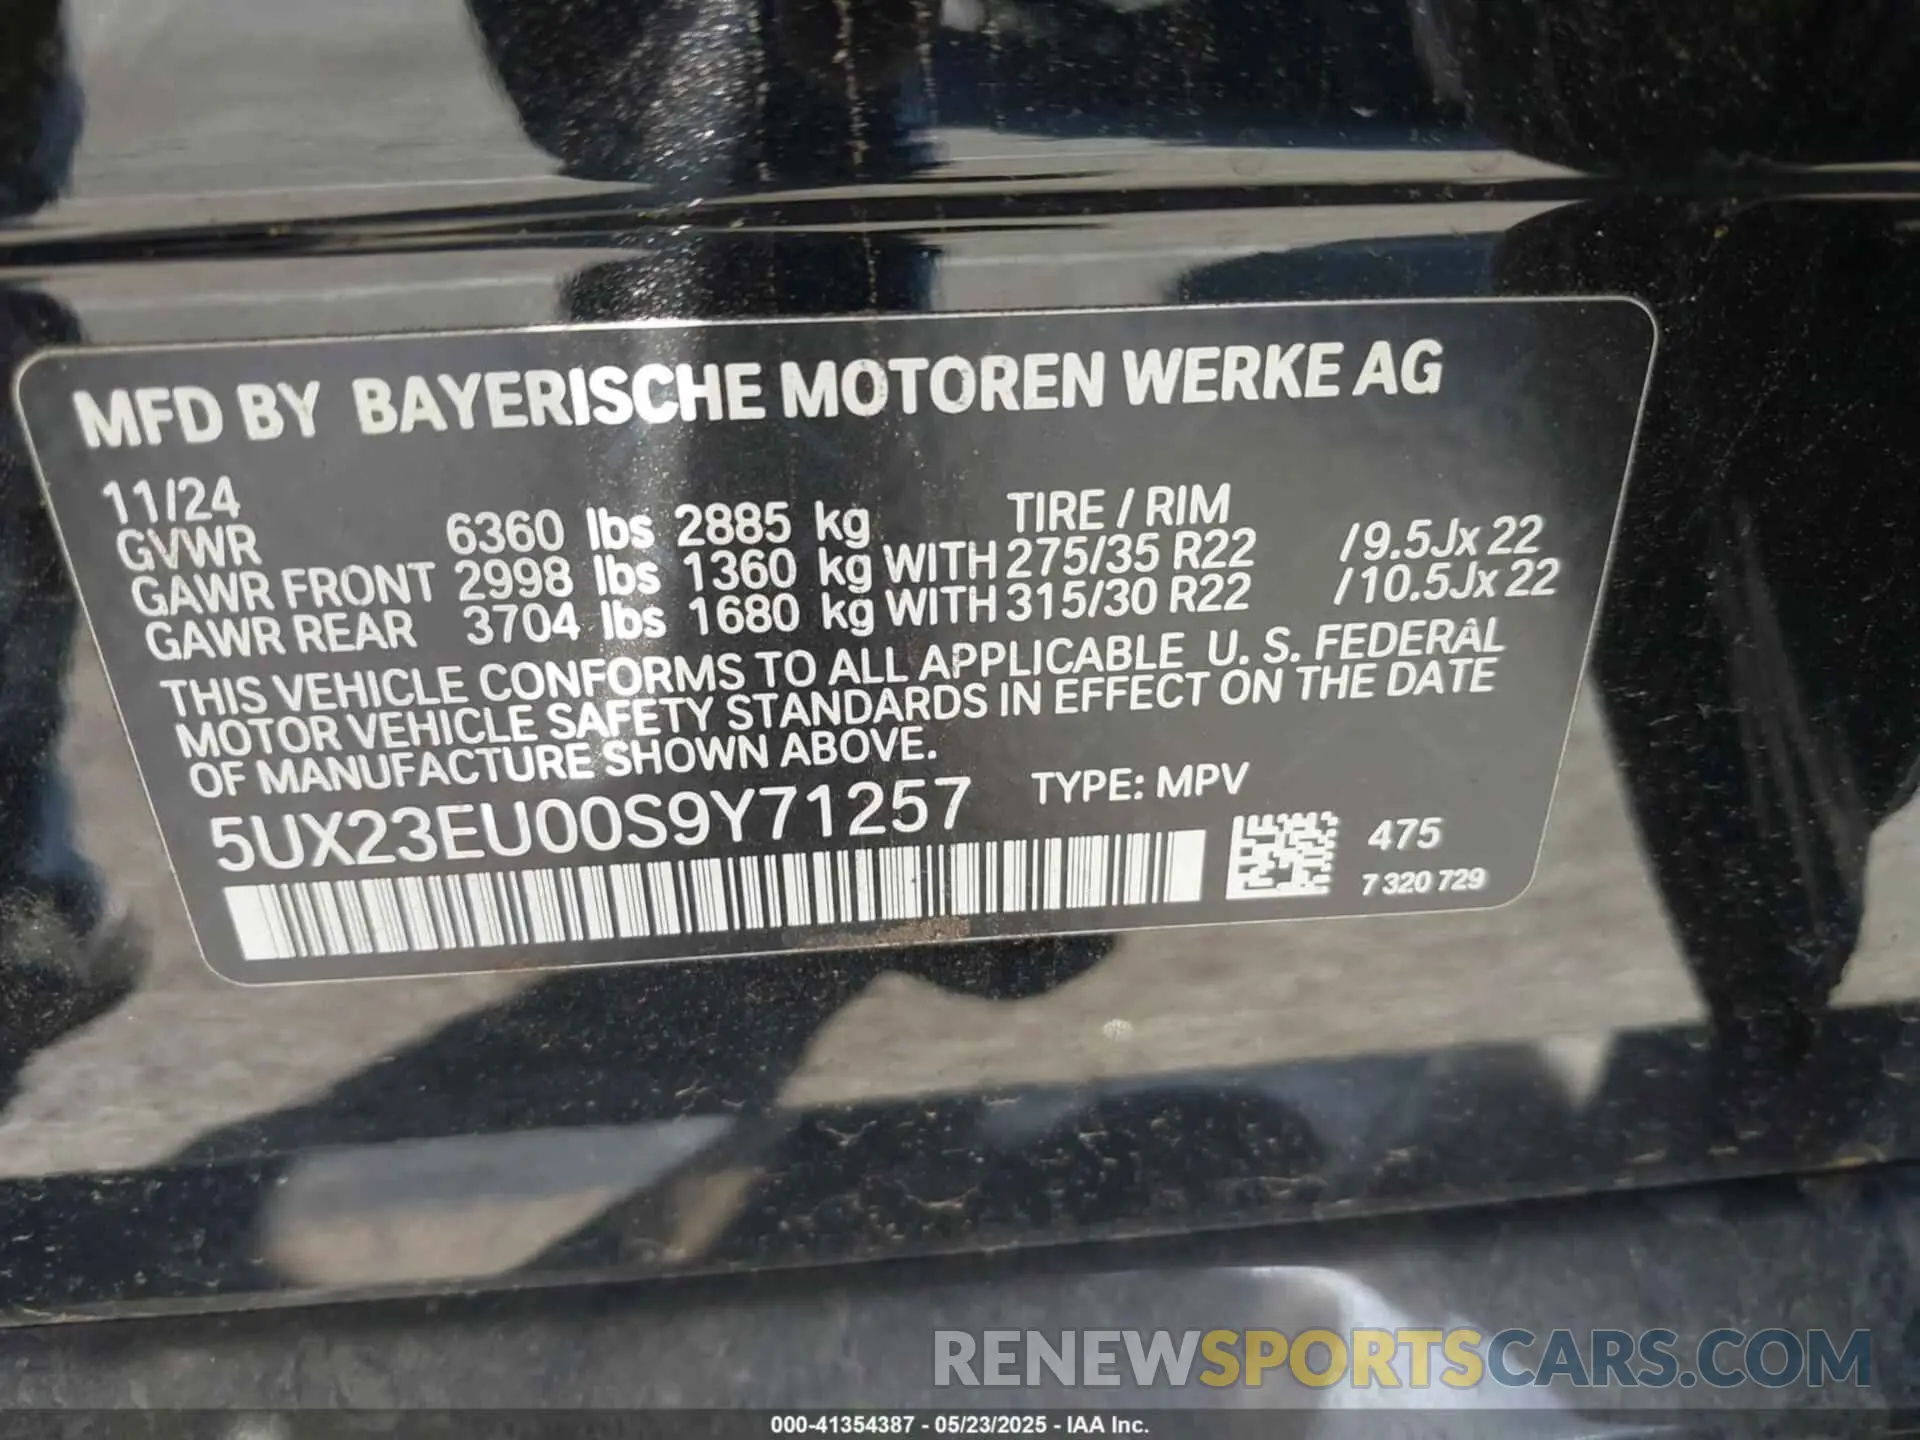 MFD BY BAYERISCHE MOTOREN WERKE AG
11/24
GVWR 6360 lbs 2885 kg TIRE / RIM
GAWR FRONT 2998 lbs 1360 kg WITH 275/35 R22 /9.5Jx 22
GAWR REAR 3704 lbs 1680 kg WITH 315/30 R22 /10.5Jx 22
THIS VEHICLE CONFORMS TO ALL APPLICABLE U. S. FEDERAL
MOTOR VEHICLE SAFETY STANDARDS IN EFFECT ON THE DATE
OF MANUFACTURE SHOWN ABOVE.
5UX23EU00S9Y71257 TYPE: MPV
475
7 320 729
RENEWSPORTSCARS.COM
000-41354387 - 05/23/2025 - IAA Inc.